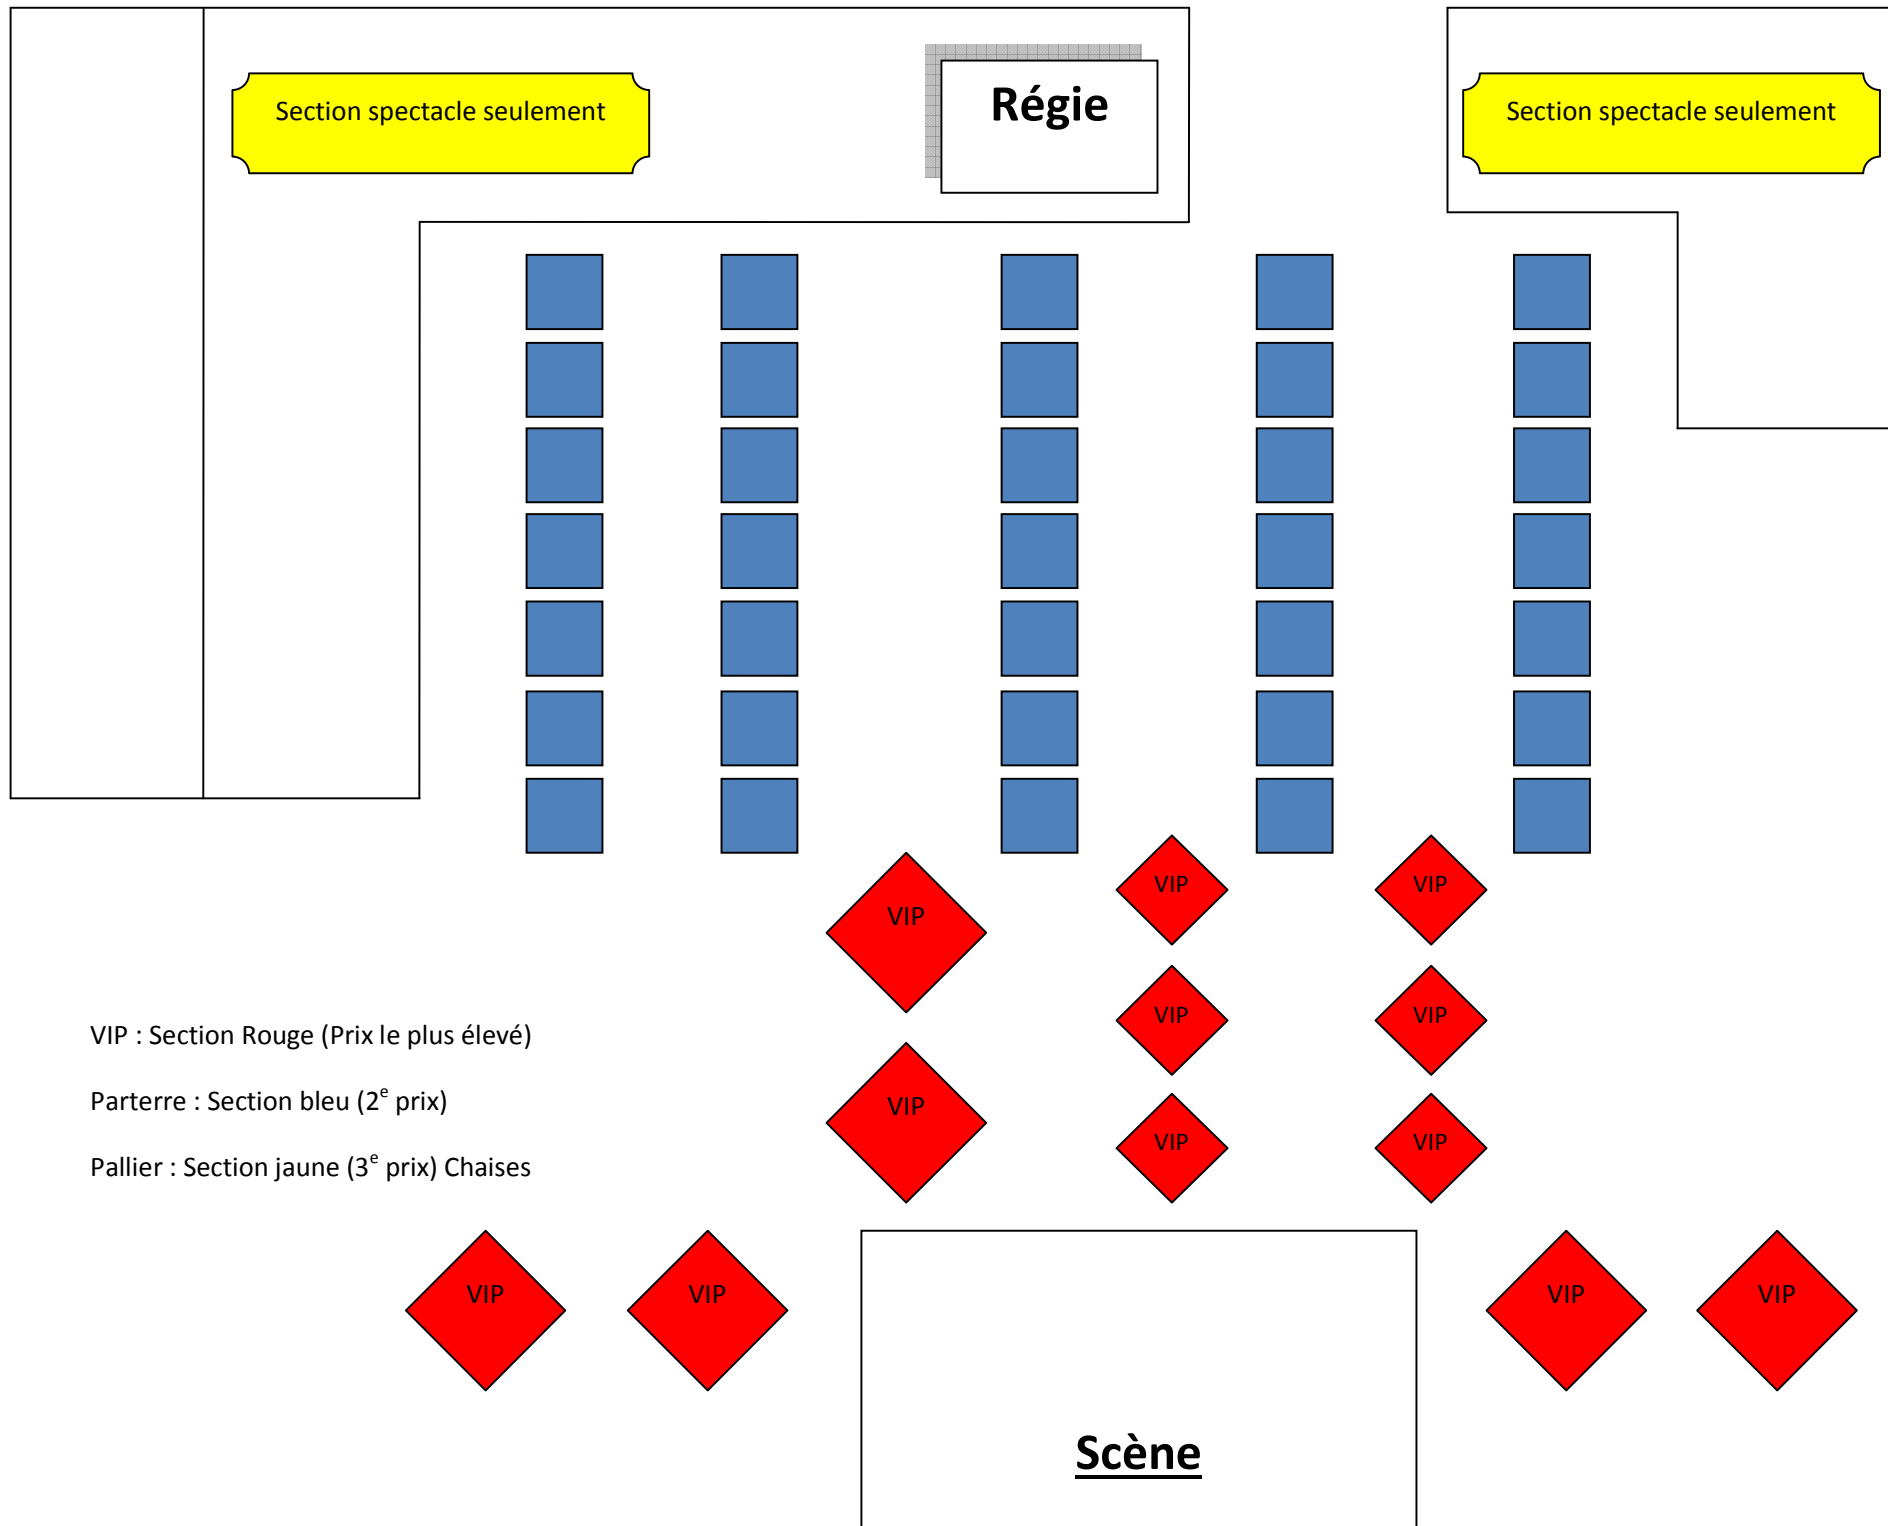 Section spectacle seulement
Régie
Section spectacle seulement
VIP
VIP
VIP
VIP
VIP
VIP
VIP
VIP
VIP : Section Rouge (Prix le plus élevé)
Parterre : Section bleu (2e prix)
Pallier : Section jaune (3e prix) Chaises
VIP
VIP
VIP
VIP
Scène